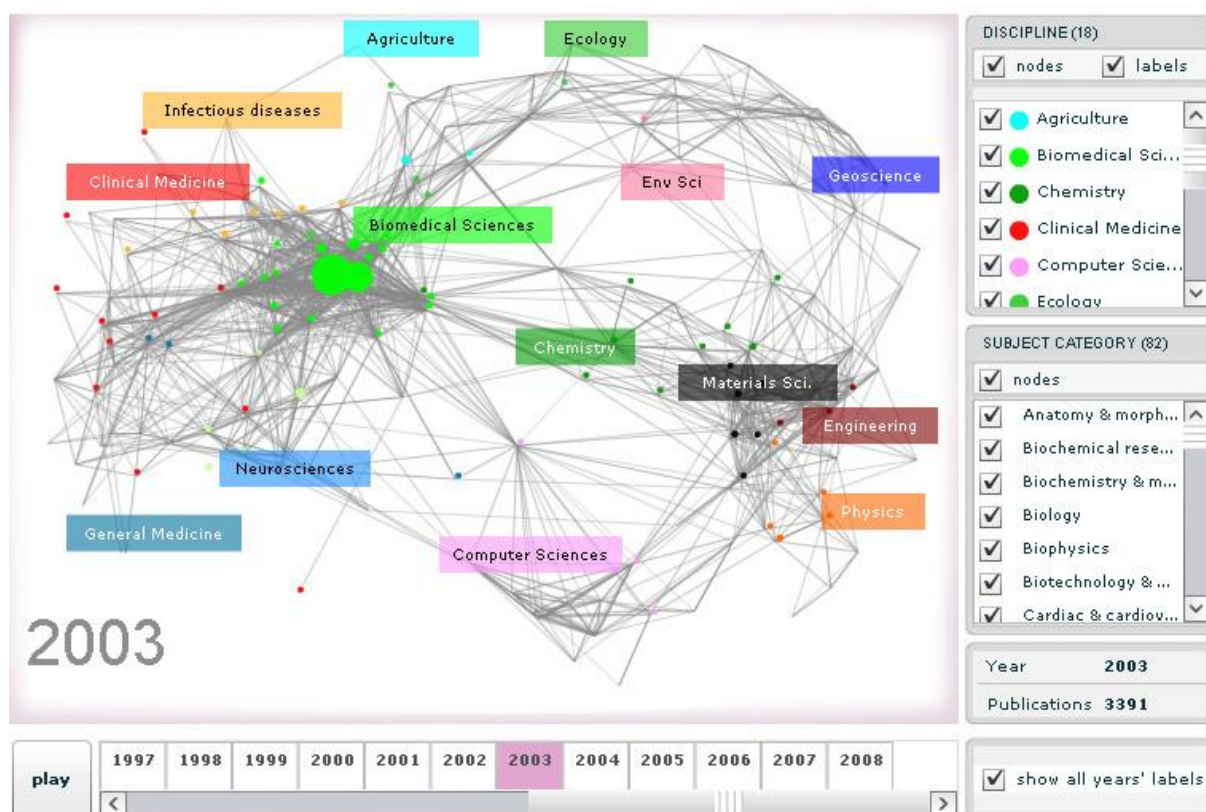 Agriculture
Ecology
Infectious diseases
Clinical Medicine
Env Sci
Geoscience
Biomedical Sciences
Chemistry
Materials Sci.
Engineering
Neurosciences
Physics
General Medicine
Computer Sciences
2003
DISCIPLINE (18)
nodes labels
Agriculture
Biomedical Sci...
Chemistry
Clinical Medicine
Computer Scie...
Ecology
SUBJECT CATEGORY (82)
nodes
Anatomy & morph...
Biochemical rese...
Biochemistry & m...
Biology
Biophysics
Biotechnology & ...
Cardiac & cardiov...
Year 2003
Publications 3391
play 1997 1998 1999 2000 2001 2002 2003 2004 2005 2006 2007 2008
show all years' labels